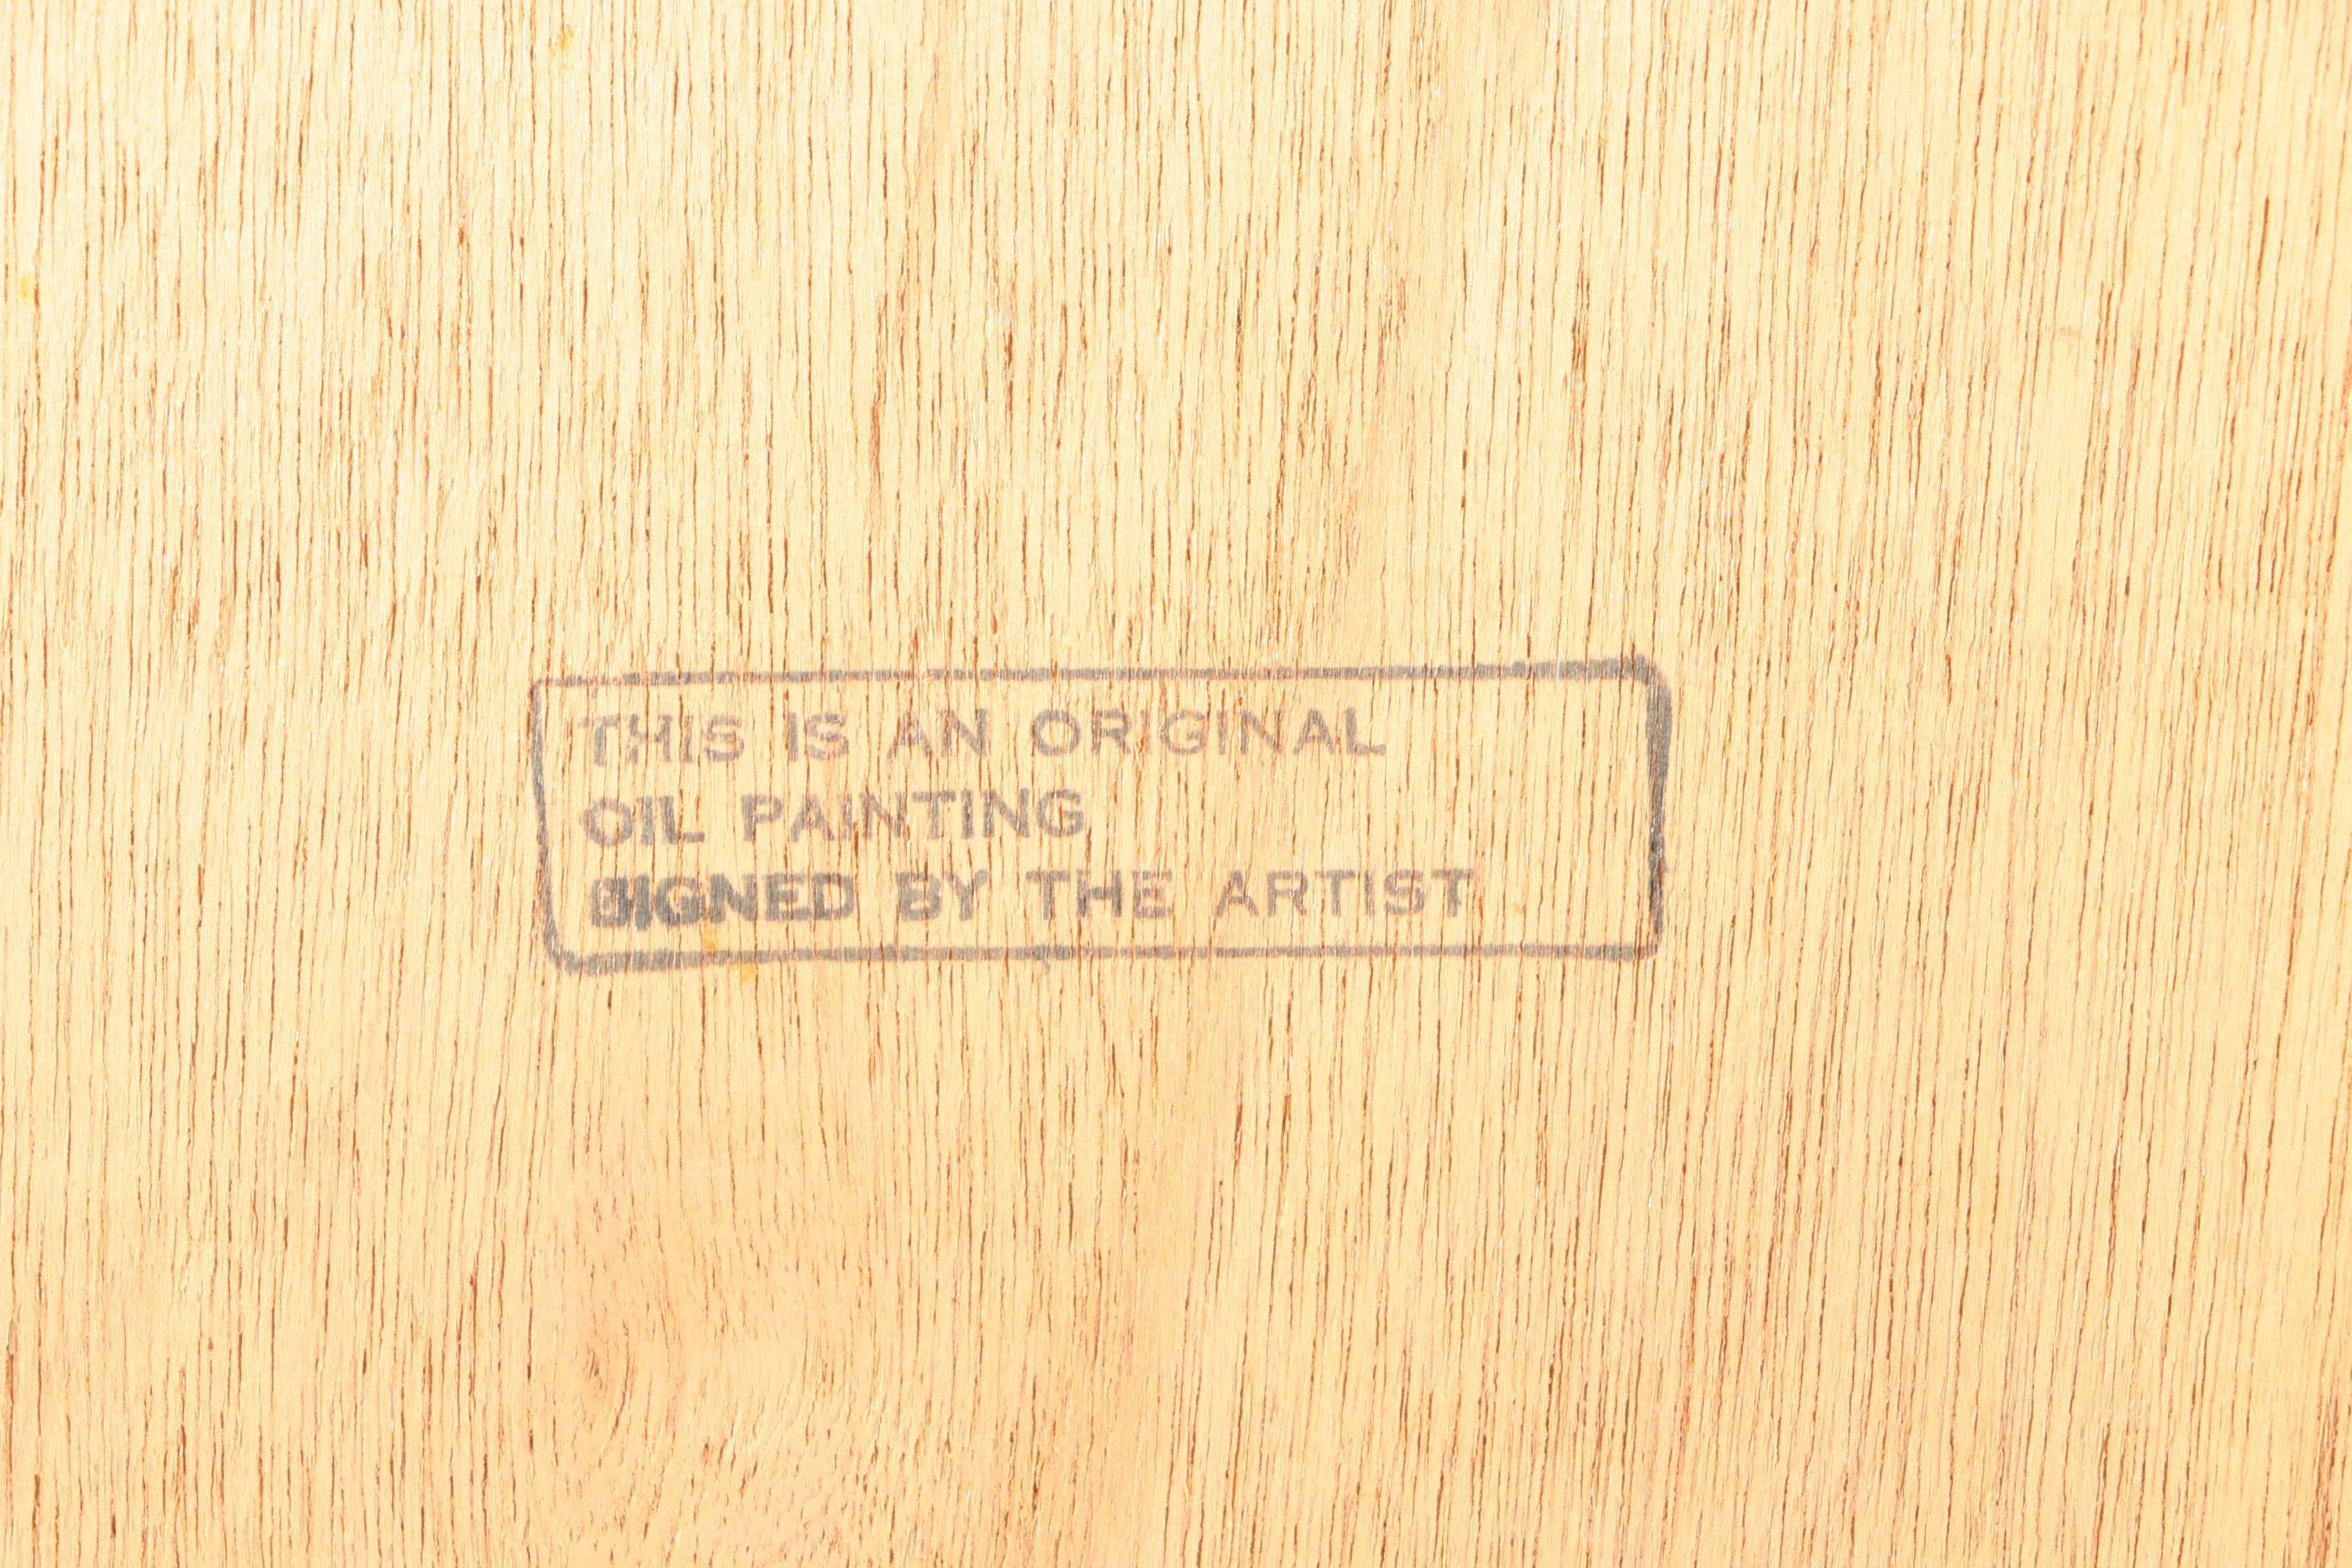 THIS IS AN ORIGINAL
OIL PAINTING
SIGNED BY THE ARTIST